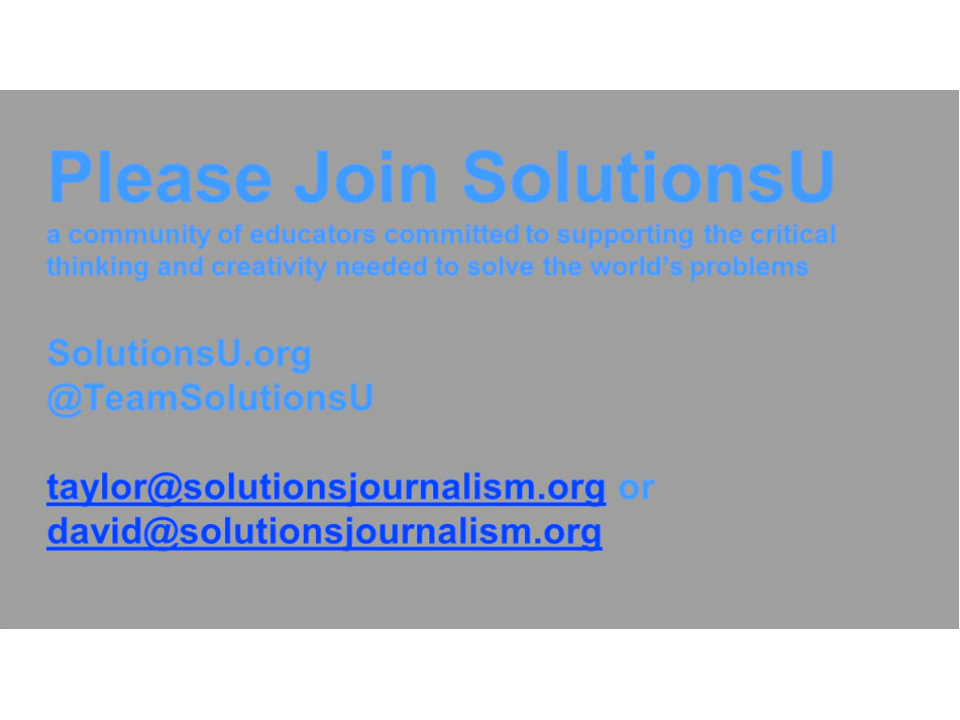 Please Join SolutionsU
a community of educators committed to supporting the critical
thinking and creativity needed to solve the world’s problems
SolutionsU.org
@TeamSolutionsU
taylor@solutionsjournalism.org or
david@solutionsjournalism.org